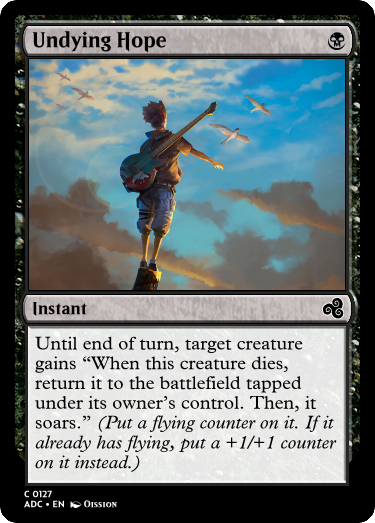 Undying Hope
Instant
Until end of turn, target creature
gains “When this creature dies,
return it to the battlefield tapped
under its owner’s control. Then, it
soars.” (Put a flying counter on it. If it
already has flying, put a +1/+1 counter
on it instead.)
C 0127
ADC • EN Oission